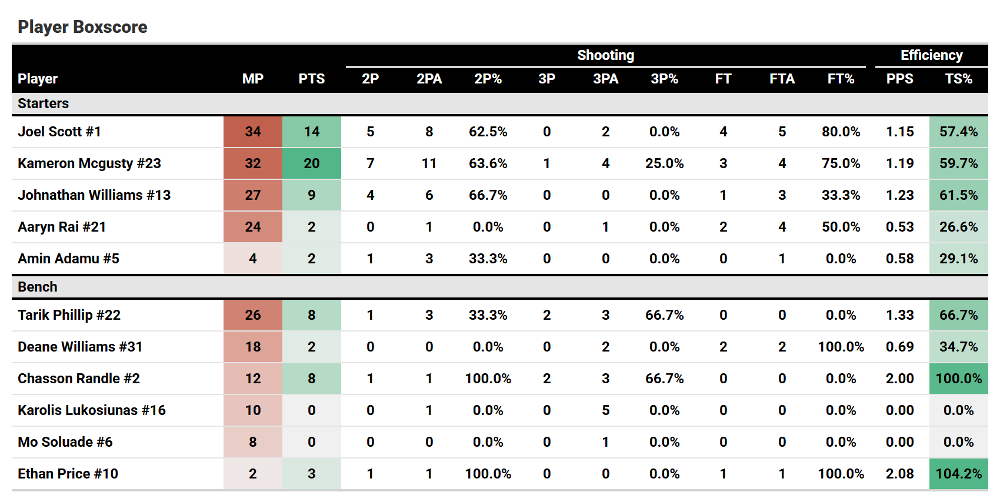 Player Boxscore
Shooting Efficiency
Player MP PTS 2P 2PA 2P% 3P 3PA 3P% FT FTA FT% PPS TS%
Starters
Joel Scott #1 34 14 5 8 62.5% 0 2 0.0% 4 5 80.0% 1.15 57.4%
Kameron Mcgusty #23 32 20 7 11 63.6% 1 4 25.0% 3 4 75.0% 1.19 59.7%
Johnathan Williams #13 27 9 4 6 66.7% 0 0 0.0% 1 3 33.3% 1.23 61.5%
Aaryn Rai #21 24 2 0 1 0.0% 0 1 0.0% 2 4 50.0% 0.53 26.6%
Amin Adamu #5 4 2 1 3 33.3% 0 0 0.0% 0 1 0.0% 0.58 29.1%
Bench
Tarik Phillip #22 26 8 1 3 33.3% 2 3 66.7% 0 0 0.0% 1.33 66.7%
Deane Williams #31 18 2 0 0 0.0% 0 2 0.0% 2 2 100.0% 0.69 34.7%
Chasson Randle #2 12 8 1 1 100.0% 2 3 66.7% 0 0 0.0% 2.00 100.0%
Karolis Lukosiunas #16 10 0 0 1 0.0% 0 5 0.0% 0 0 0.0% 0.00 0.0%
Mo Soluade #6 8 0 0 0 0.0% 0 1 0.0% 0 0 0.0% 0.00 0.0%
Ethan Price #10 2 3 1 1 100.0% 0 0 0.0% 1 1 100.0% 2.08 104.2%